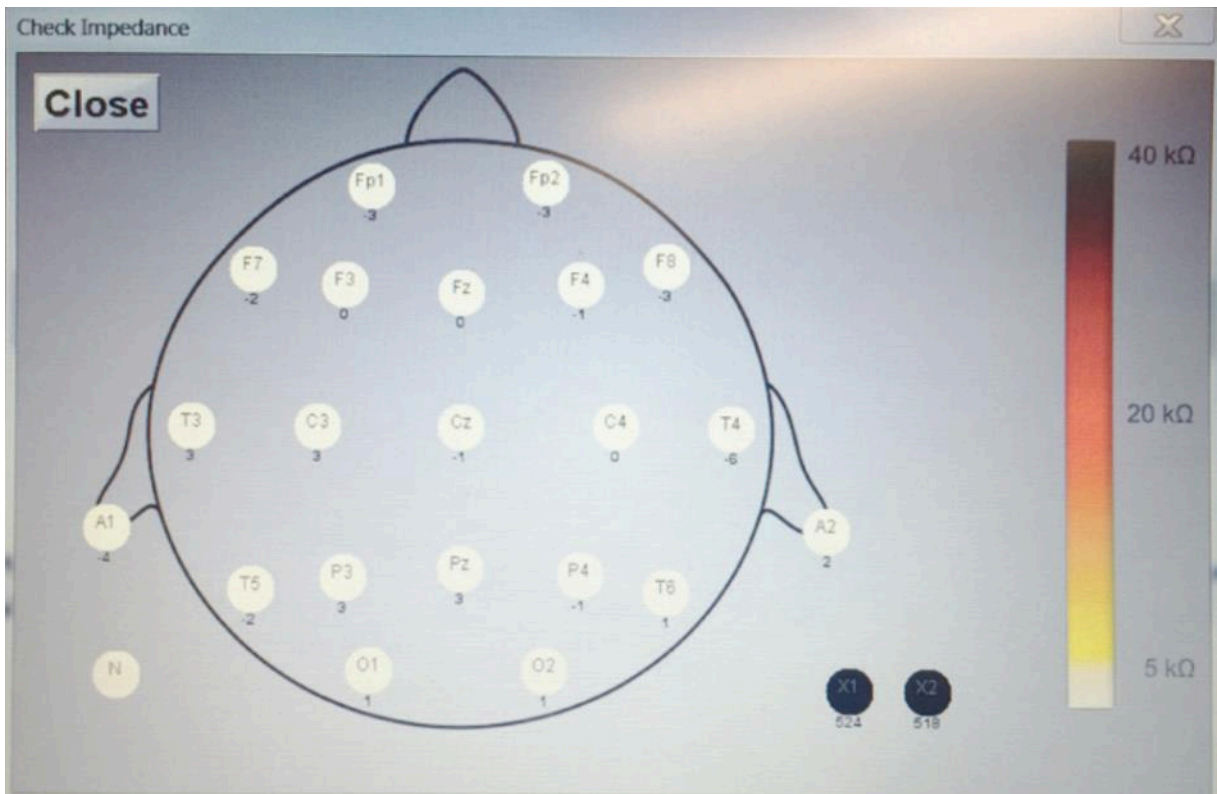 Check Impedance
Close
40 kΩ
Fp1 Fp2
-3 -3
F7 F3 Fz F4 F8
-2 0 0 -1 -3
20 kΩ
T3 C3 Cz C4 T4
3 3 -1 0 -6
A1 A2
-4 2
T5 P3 Pz P4 T6
-2 3 3 -1 1
N O1 O2 5 kΩ
1 1
X1 X2
524 518